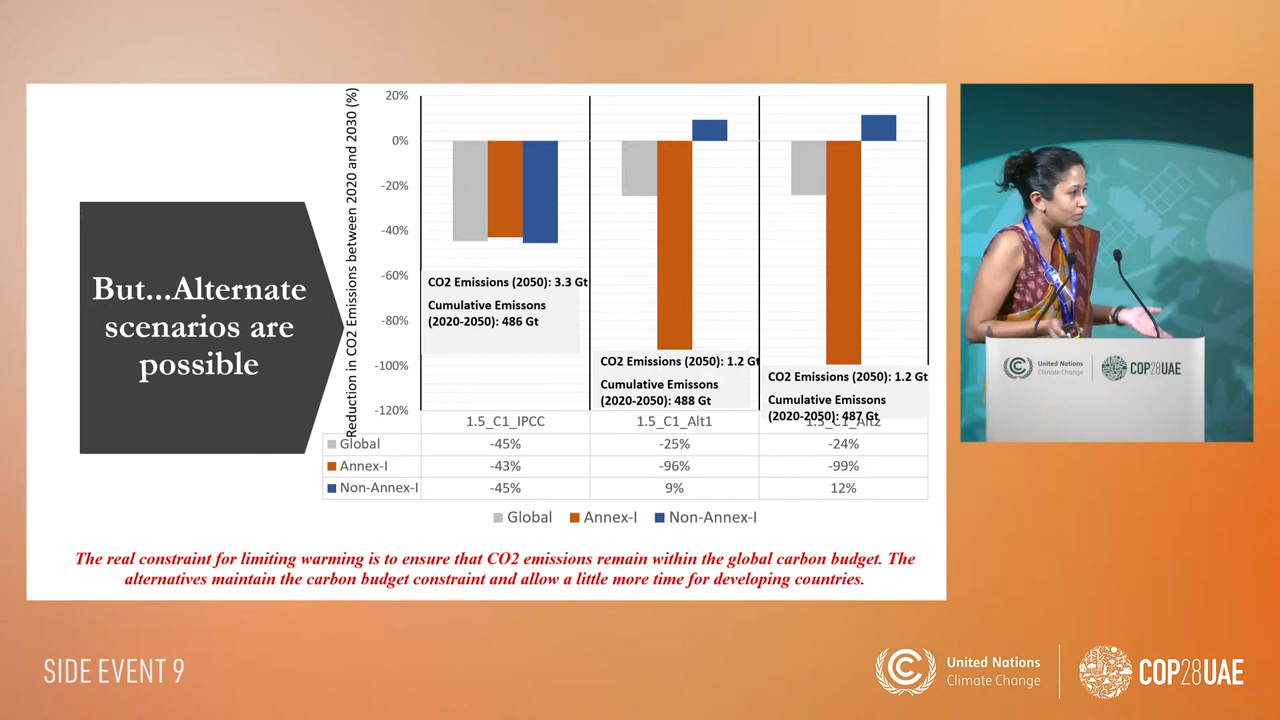 But...Alternate
scenarios are
possible
Reduction in CO2 Emissions between 2020 and 2030 (%)
20%
0%
-20%
-40%
-60%
-80%
-100%
-120%
CO2 Emissions (2050): 3.3 Gt
Cumulative Emissons
(2020-2050): 486 Gt
CO2 Emissions (2050): 1.2 Gt
Cumulative Emissons
(2020-2050): 488 Gt
CO2 Emissions (2050): 1.2 Gt
Cumulative Emissons
(2020-2050): 487 Gt
1.5_C1_IPCC 1.5_C1_Alt1 1.5_C1_Alt2
Global -45% -25% -24%
Annex-I -43% -96% -99%
Non-Annex-I -45% 9% 12%
Global Annex-I Non-Annex-I
The real constraint for limiting warming is to ensure that CO2 emissions remain within the global carbon budget. The
alternatives maintain the carbon budget constraint and allow a little more time for developing countries.
United Nations
Climate Change
COP28UAE
SIDE EVENT 9
United Nations
Climate Change
COP28UAE